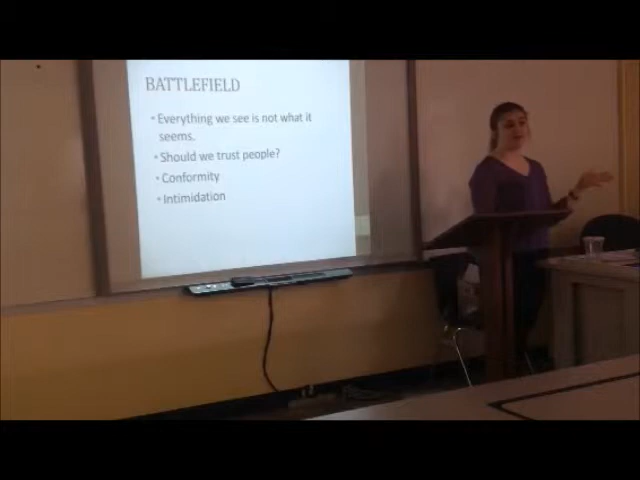 BATTLEFIELD
• Everything we see is not what it
seems.
• Should we trust people?
• Conformity
• Intimidation